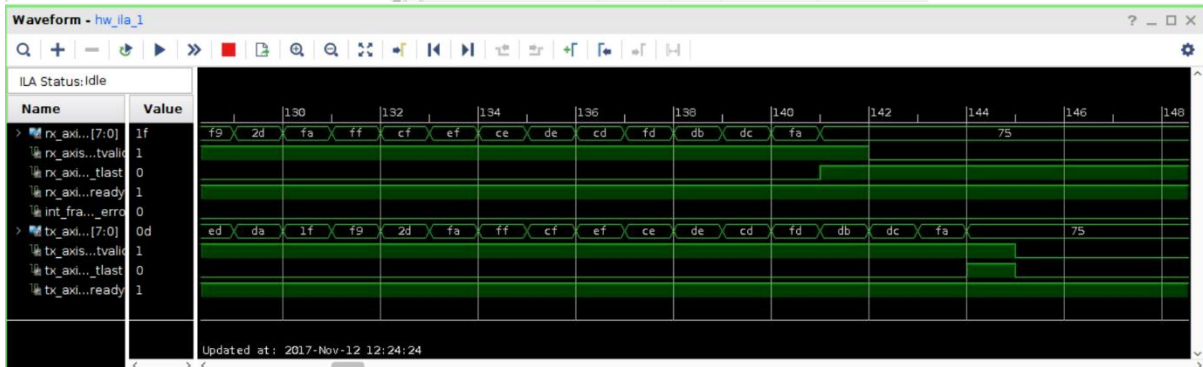 Waveform - hw_ila_1
ILA Status: Idle
Name Value
130 132 134 136 138 140 142 144 146 148
rx_axi...[7:0] 1f f9 2d fa ff cf ef ce de cd fd db dc fa 75
rx_axis...tvalid 1
rx_axi..._tlast 0
rx_axi...ready 1
int_fra..._erro 0
tx_axi...[7:0] 0d ed da 1f f9 2d fa ff cf ef ce de cd fd db dc fa 75
tx_axis...tvalid 1
tx_axi..._tlast 0
tx_axi...ready 1
Updated at: 2017-Nov-12 12:24:24